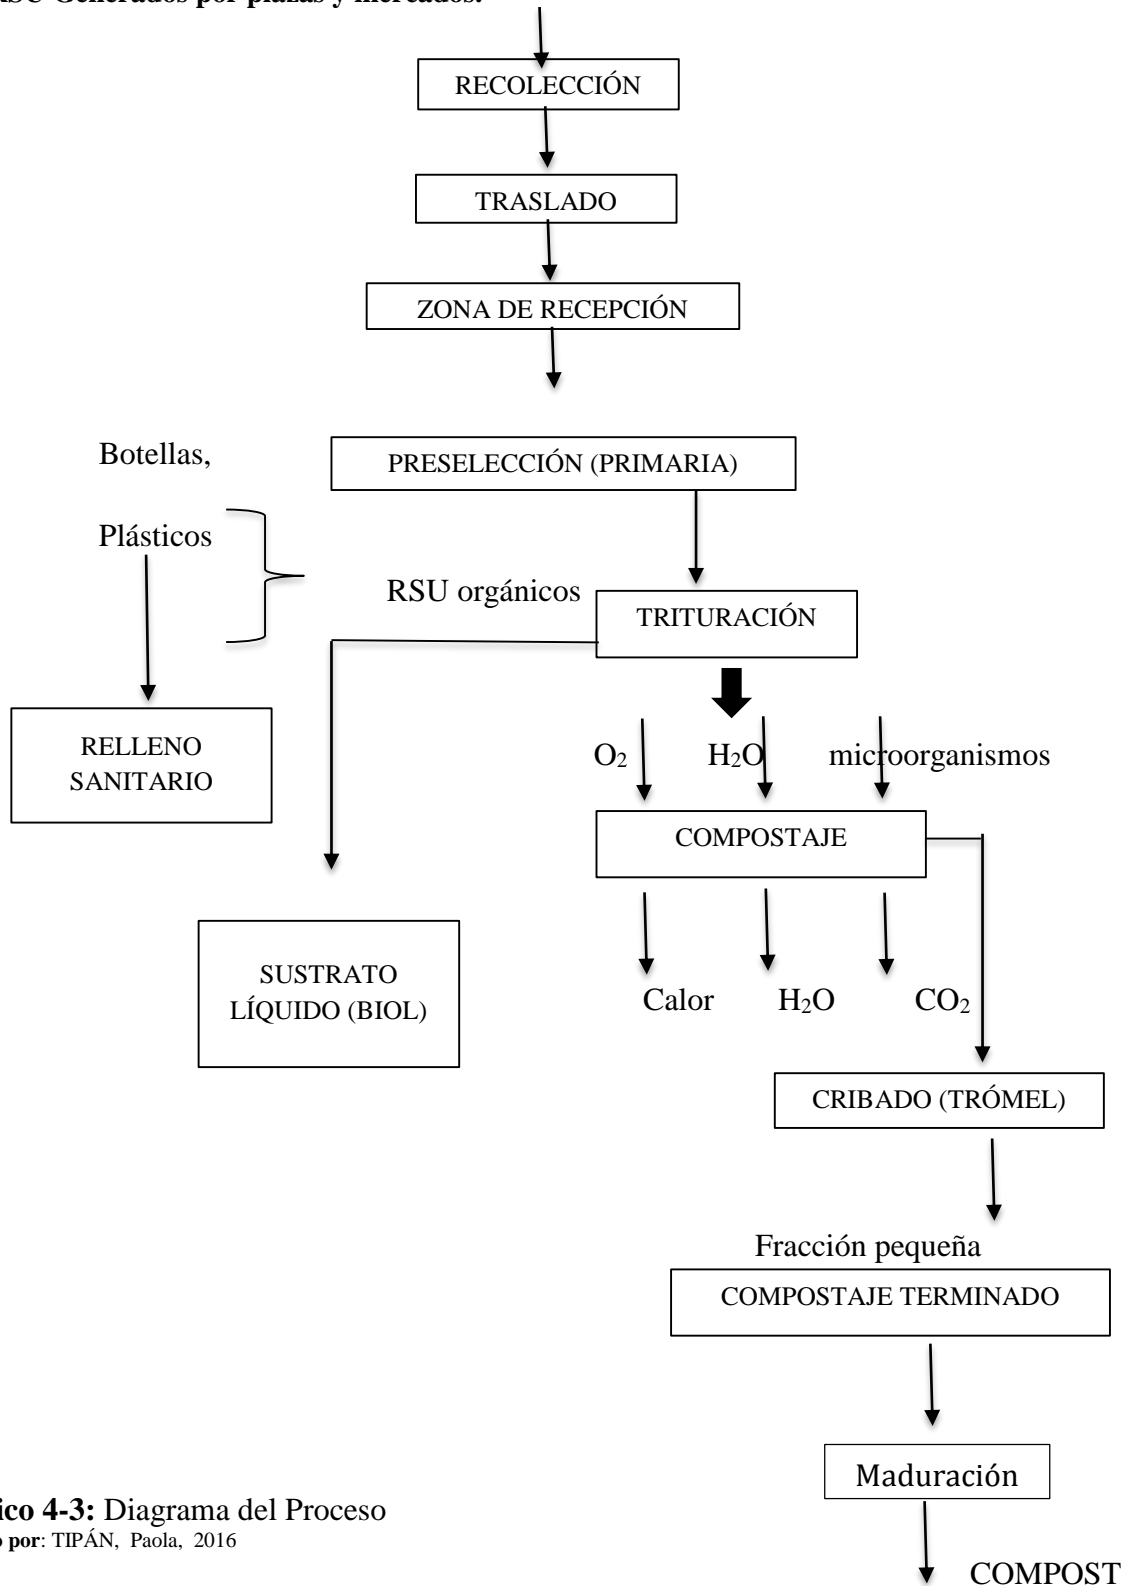 RSU Generados por plazas y mercados.
RECOLECCIÓN
TRASLADO
ZONA DE RECEPCIÓN
Botellas,
PRESELECCIÓN (PRIMARIA)
Plásticos
RSU orgánicos
TRITURACIÓN
RELLENO
SANITARIO
O₂
H₂O
microorganismos
COMPOSTAJE
SUSTRATO
LÍQUIDO (BIOL)
Calor
H₂O
CO₂
CRIBADO (TRÓMEL)
Fracción pequeña
COMPOSTAJE TERMINADO
Maduración
ico 4-3: Diagrama del Proceso
por: TIPÁN, Paola, 2016
COMPOST